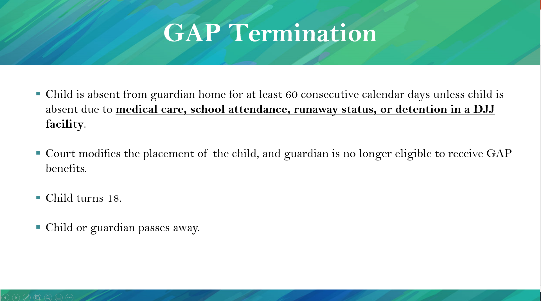 GAP Termination
Child is absent from guardian home for at least 60 consecutive calendar days unless child is
absent due to medical care, school attendance, runaway status, or detention in a DJJ
facility.
Court modifies the placement of the child, and guardian is no longer eligible to receive GAP
benefits.
Child turns 18.
Child or guardian passes away.